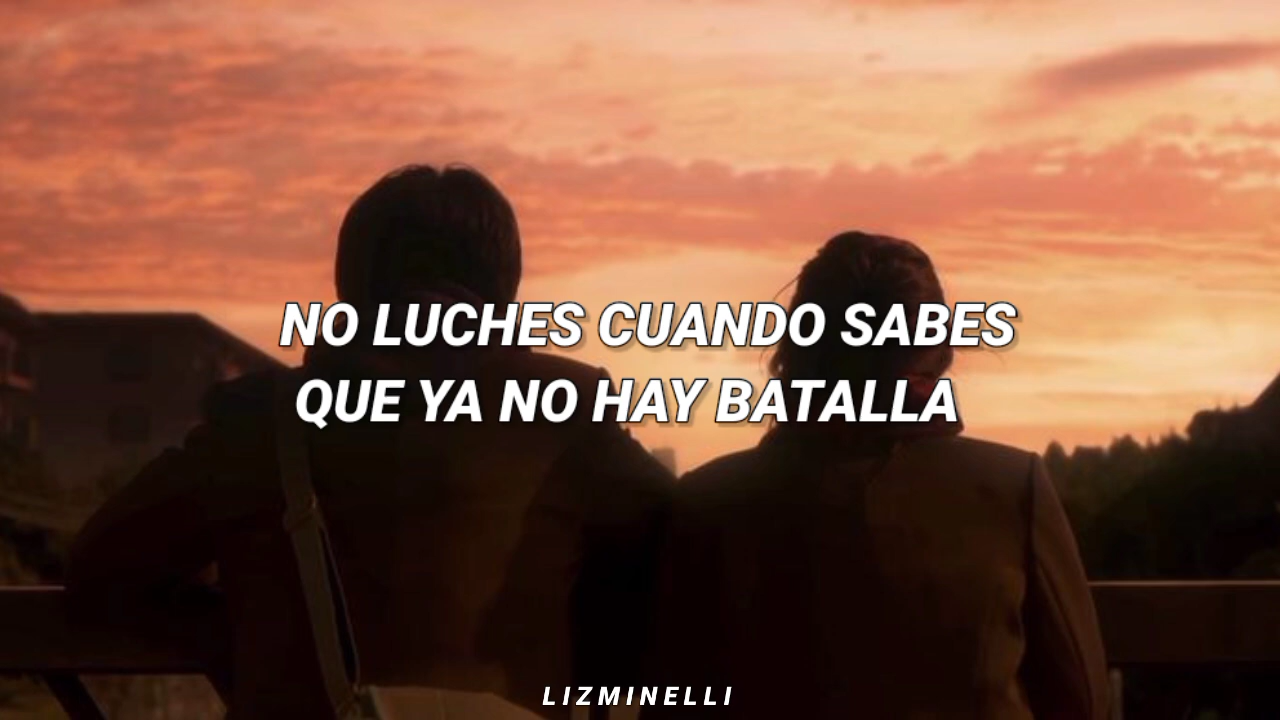 NO LUCHES CUANDO SABES
QUE YA NO HAY BATALLA
LIZMINELLI